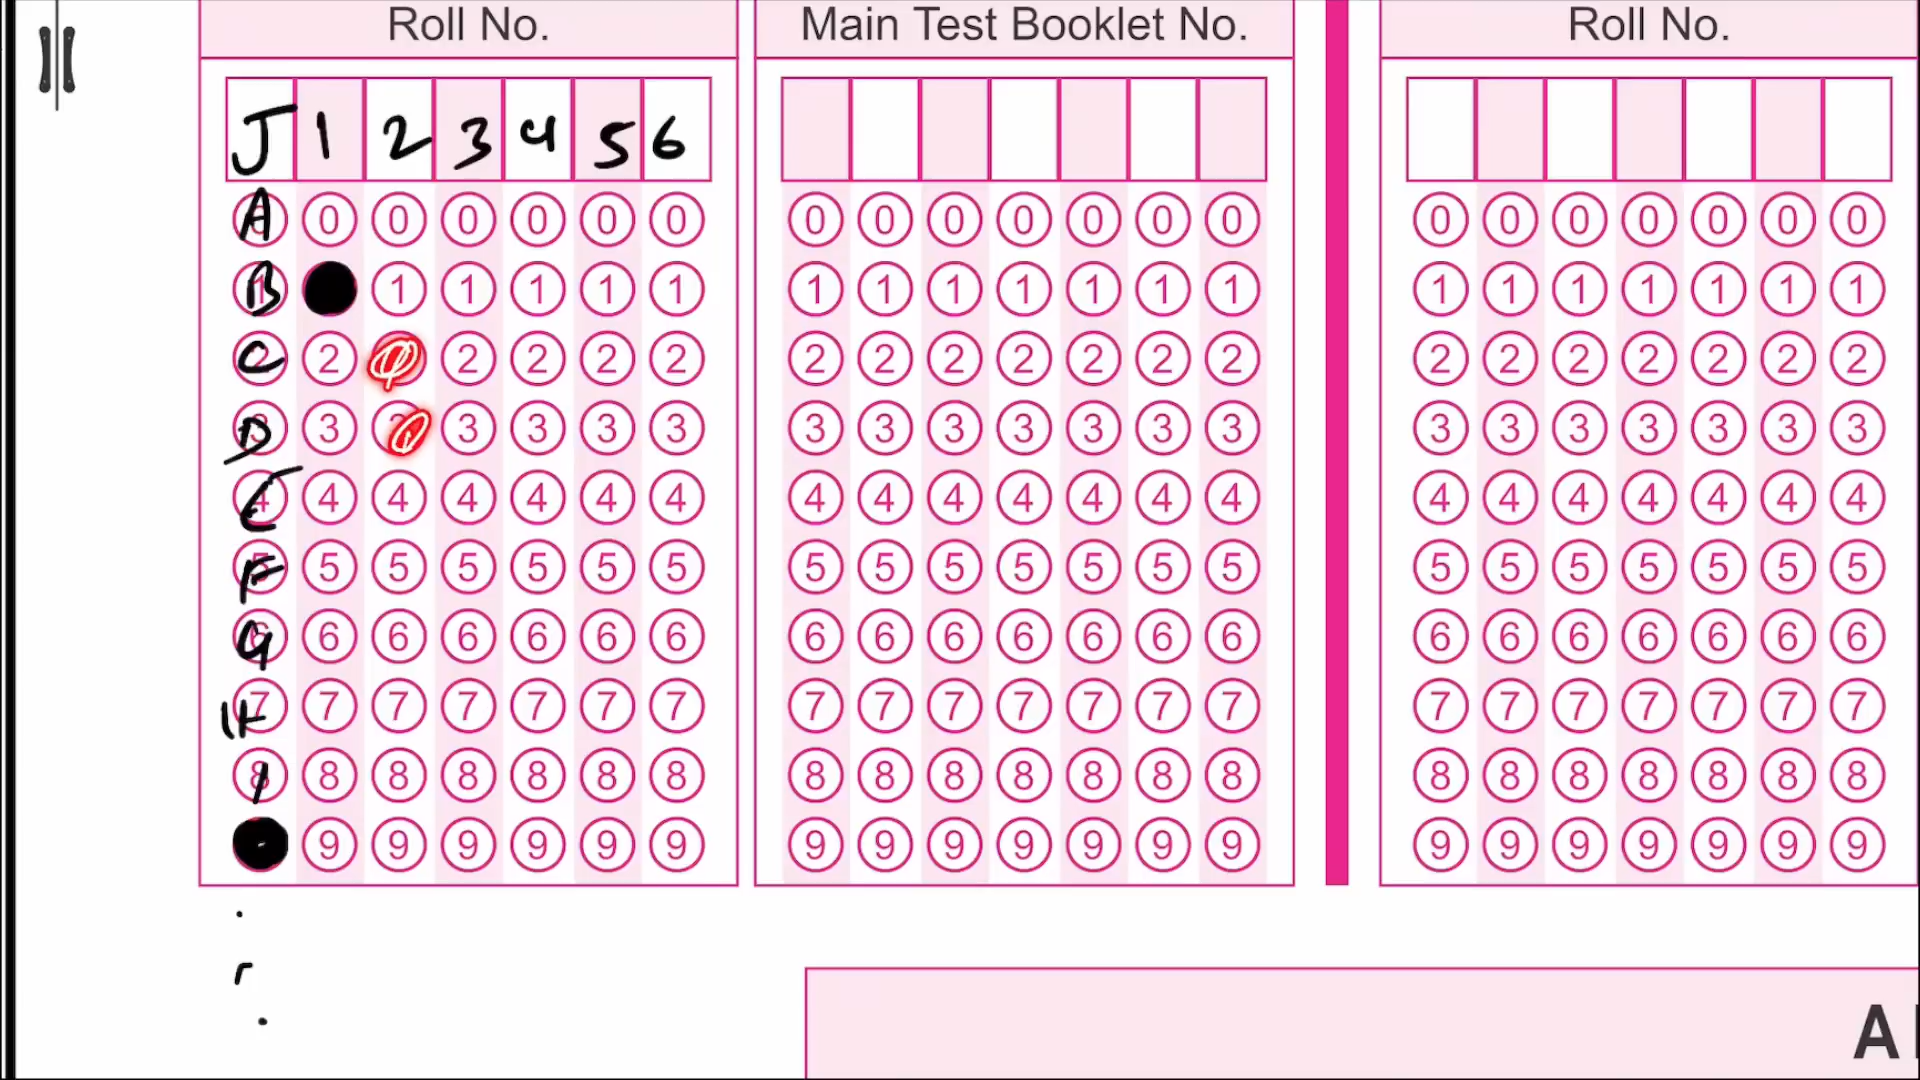 Roll No. Main Test Booklet No. Roll No.
J 1 2 3 4 5 6
A 0 0 0 0 0 0 0 0 0 0 0 0 0 0 0 0 0 0 0 0
B 1 1 1 1 1 1 1 1 1 1 1 1 1 1 1 1 1 1 1
C 2 2 2 2 2 2 2 2 2 2 2 2 2 2 2 2 2 2 2
D 3 3 3 3 3 3 3 3 3 3 3 3 3 3 3 3 3 3 3
E 4 4 4 4 4 4 4 4 4 4 4 4 4 4 4 4 4 4 4 4
F 5 5 5 5 5 5 5 5 5 5 5 5 5 5 5 5 5 5 5 5
G 6 6 6 6 6 6 6 6 6 6 6 6 6 6 6 6 6 6 6 6
H 7 7 7 7 7 7 7 7 7 7 7 7 7 7 7 7 7 7 7 7 7
I 8 8 8 8 8 8 8 8 8 8 8 8 8 8 8 8 8 8 8 8 8
9 9 9 9 9 9 9 9 9 9 9 9 9 9 9 9 9 9 9 9
A